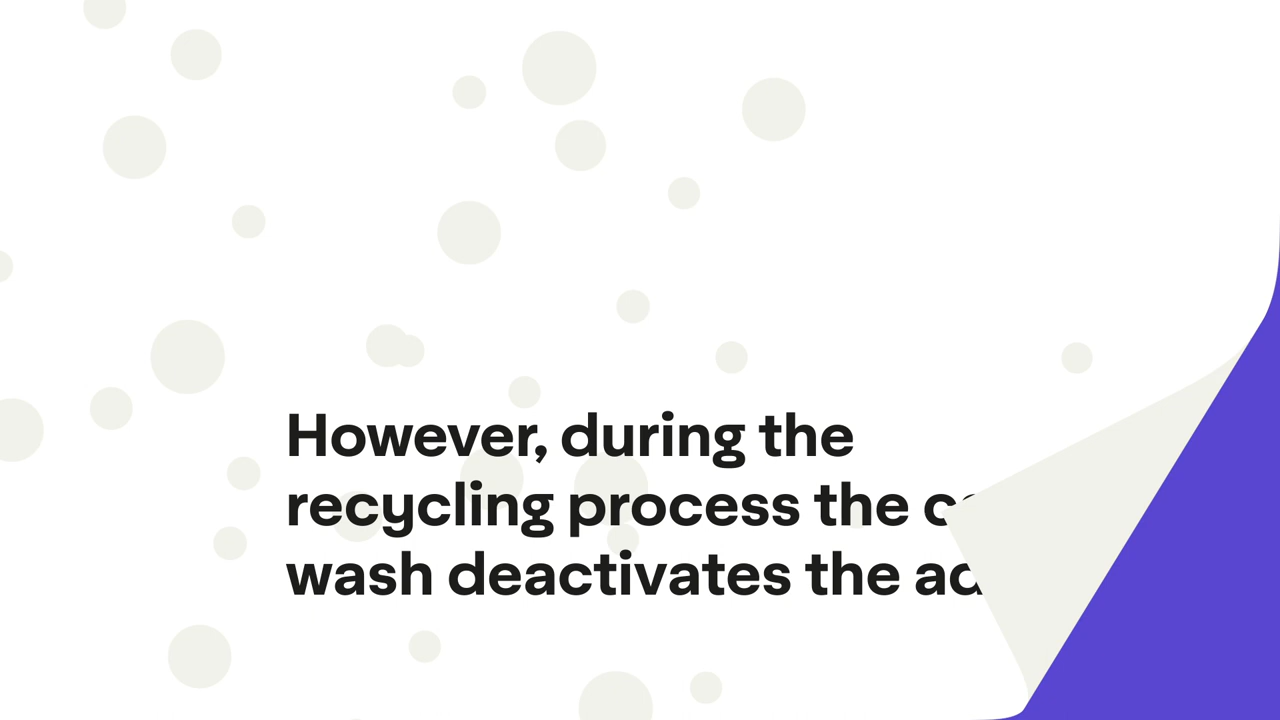 However, during the
recycling process the
wash deactivates the